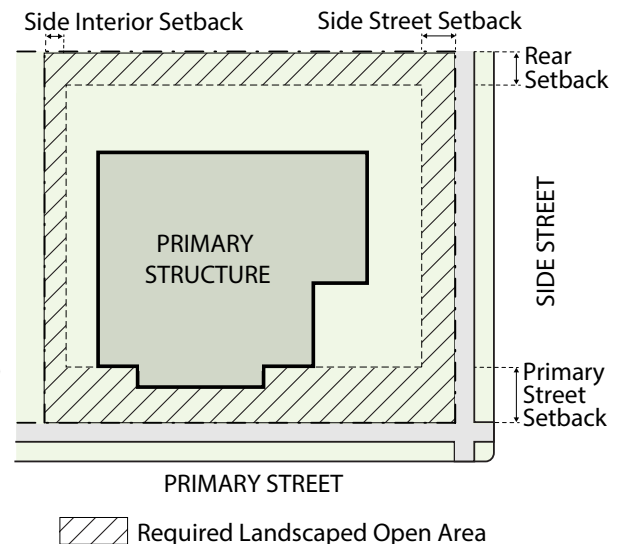 Side Interior Setback
Side Street Setback
Rear
Setback
PRIMARY
STRUCTURE
SIDE STREET
Primary
Street
Setback
PRIMARY STREET
Required Landscaped Open Area